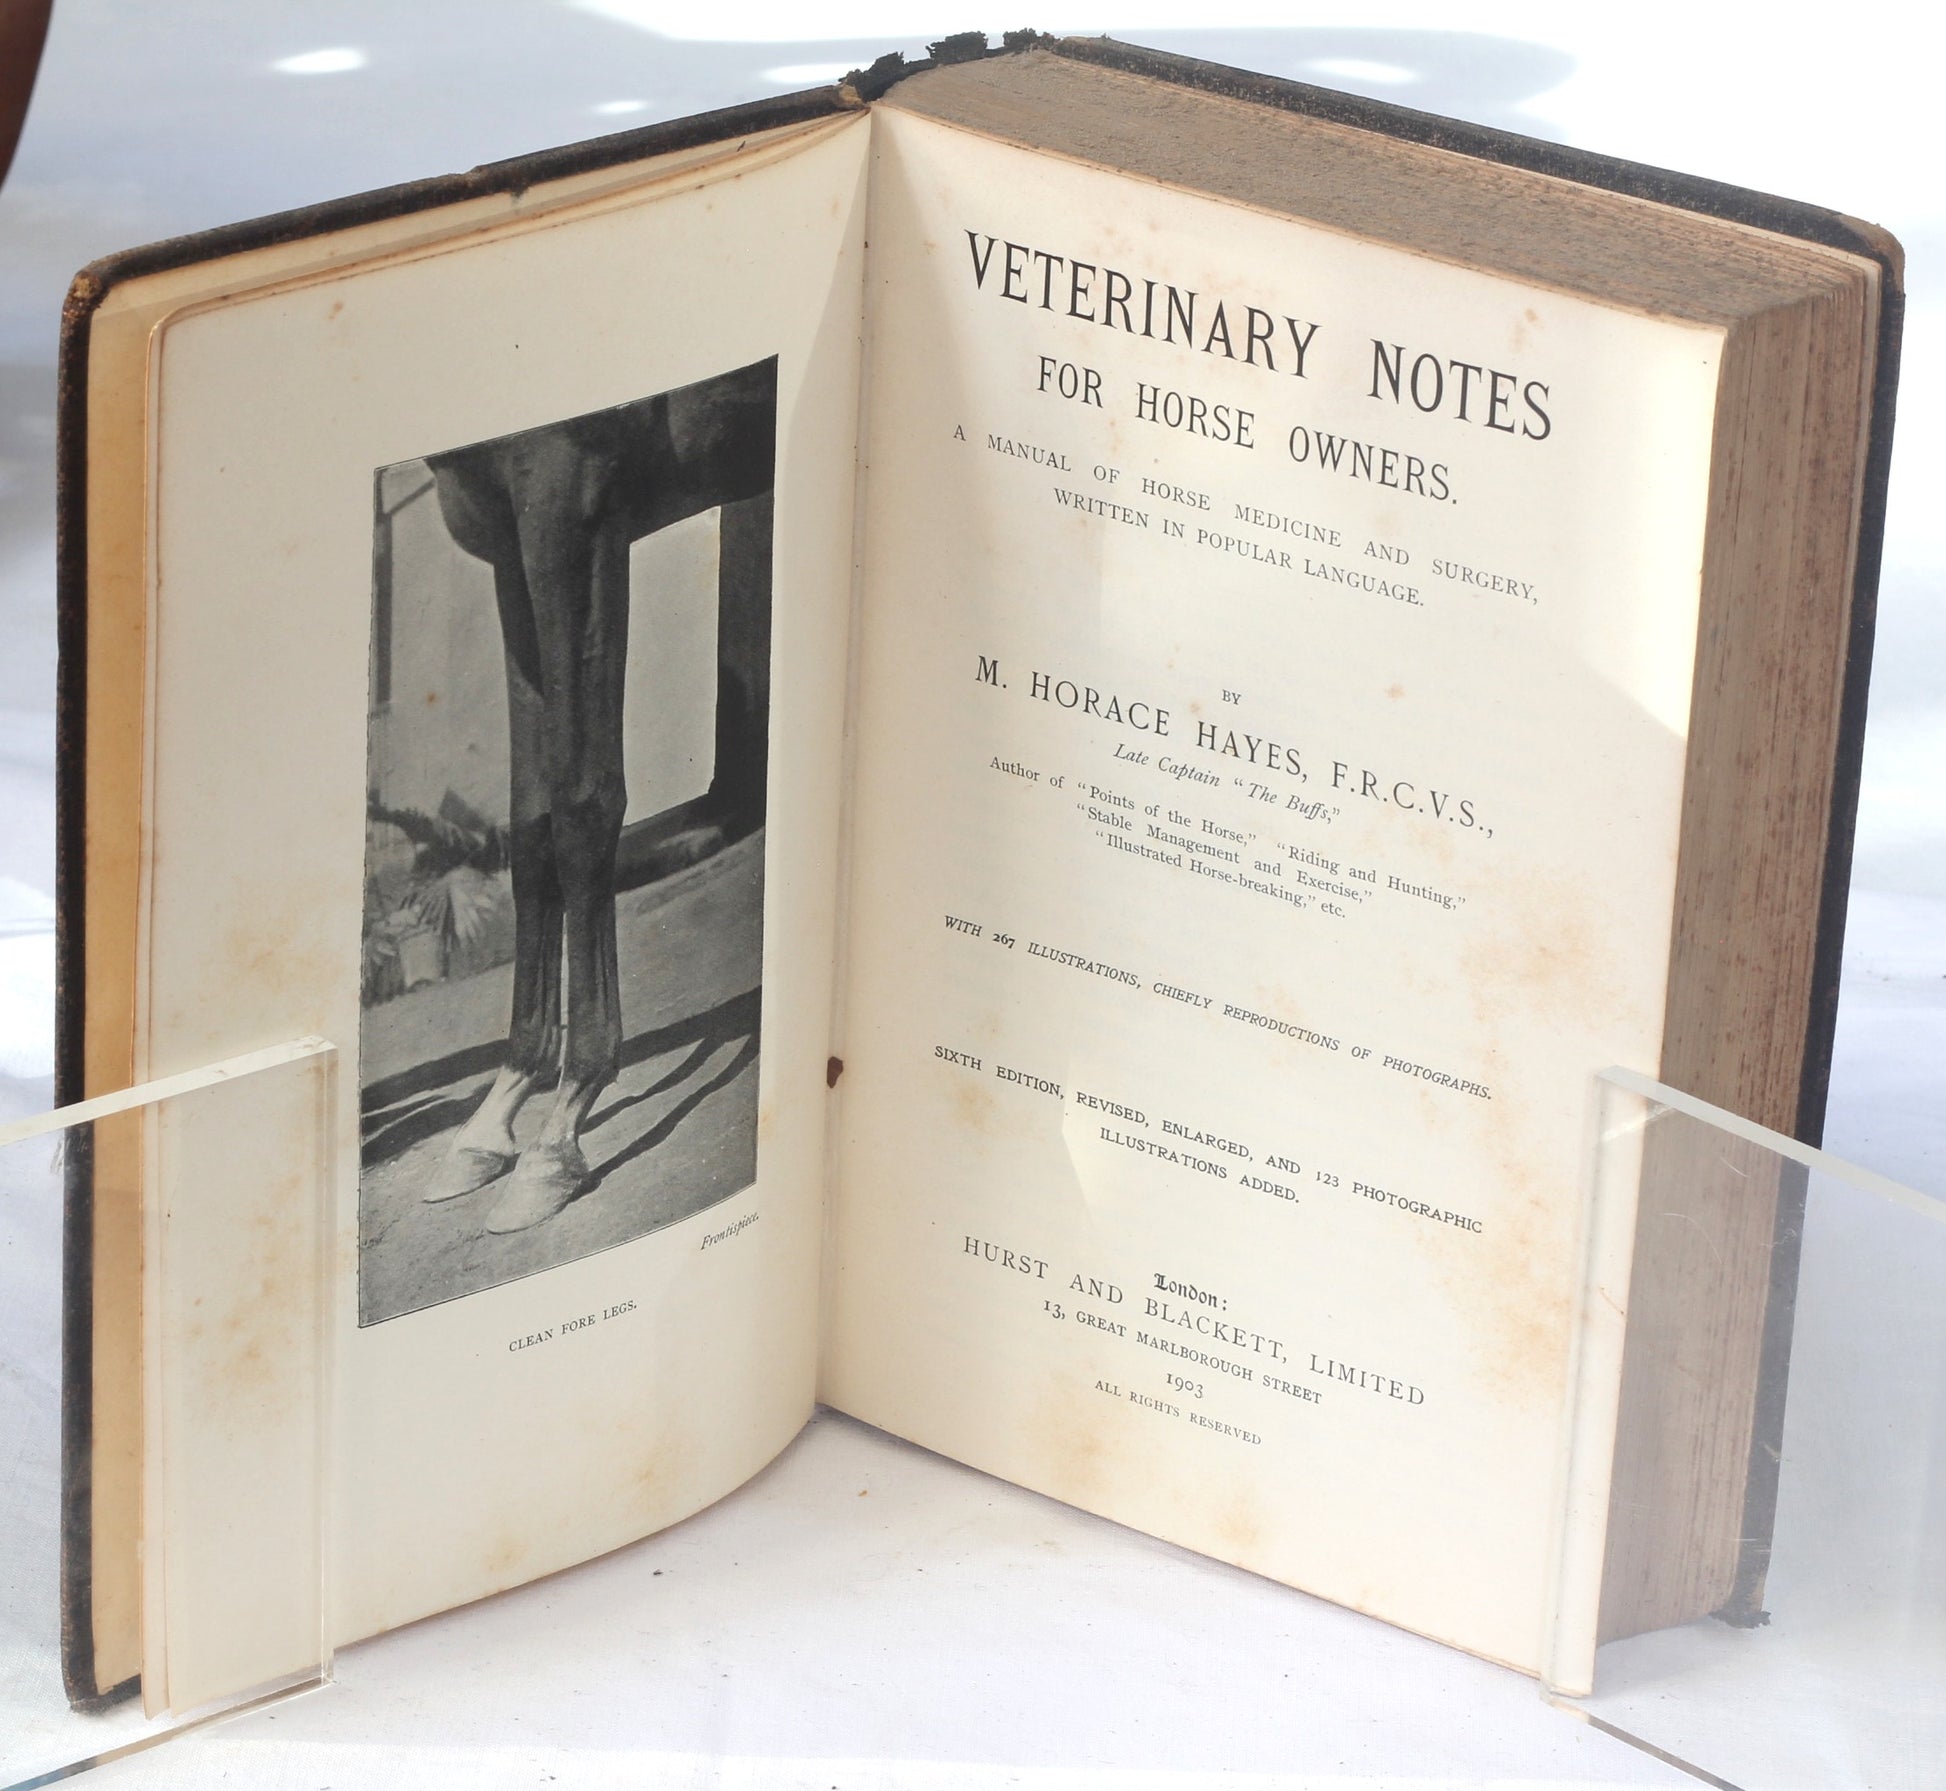 Frontispiece.
CLEAN FORE LEGS.
VETERINARY NOTES
FOR HORSE OWNERS.
A MANUAL OF HORSE MEDICINE AND SURGERY,
WRITTEN IN POPULAR LANGUAGE.
BY
M. HORACE HAYES, F.R.C.V.S.,
Late Captain “The Buffs,”
Author of “Points of the Horse,” “Riding and Hunting,”
“Stable Management and Exercise,”
“Illustrated Horse-breaking,” etc.
WITH 267 ILLUSTRATIONS, CHIEFLY REPRODUCTIONS OF PHOTOGRAPHS.
SIXTH EDITION, REVISED, ENLARGED, AND 123 PHOTOGRAPHIC
ILLUSTRATIONS ADDED.
London:
HURST AND BLACKETT, LIMITED
13, GREAT MARLBOROUGH STREET
1903
ALL RIGHTS RESERVED